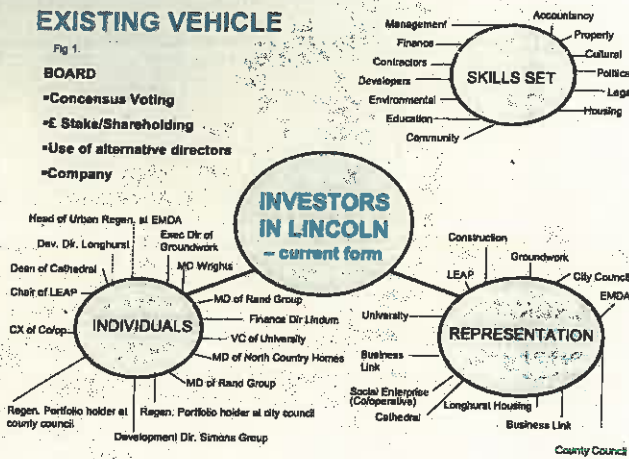 EXISTING VEHICLE
Fig 1.
BOARD
▪Concensus Voting
▪£ Stake/Shareholding
▪Use of alternative directors
▪Company
Management
Finance
Contractors
Developers
Environmental
Education
Community
Accountancy
Property
Cultural
Political
Legal
Housing
SKILLS SET
INVESTORS
IN LINCOLN
– current form
Head of Urban Regen. at EMDA
Dev. Dir. Longhurst
Dean of Cathedral
Chair of LEAP
CX of Co/op
Exec Dir of
Groundwork
MD Wrights
MD of Rand Group
Finance Dir Lindum
VC of University
MD of North Country Homes
MD of Rand Group
INDIVIDUALS
Regen. Portfolio holder at
county council
Regen. Portfolio holder at city council
Development Dir. Simons Group
Construction
LEAP
Groundwork
City Council
EMDA
University
Business
Link
Social Enterprise
(Co/operative)
Cathedral
Longhurst Housing
Business Link
County Council
REPRESENTATION